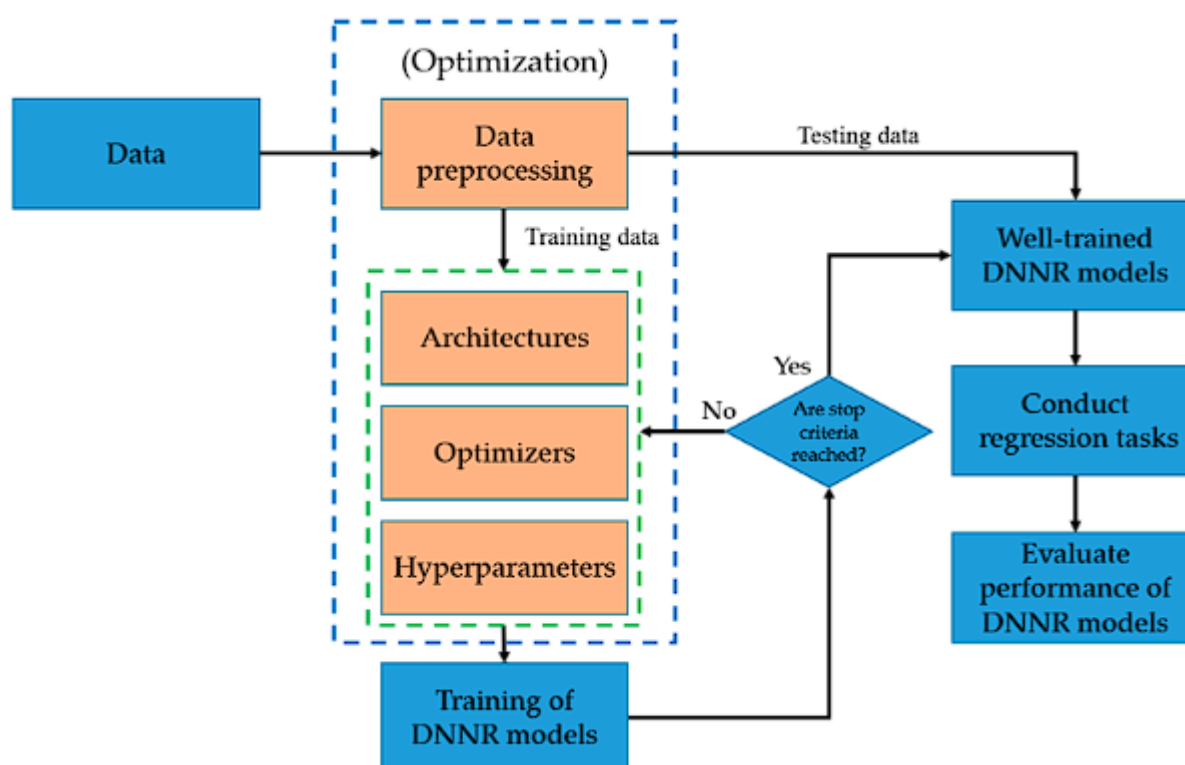 (Optimization)
Data
Data
preprocessing
Testing data
Training data
Well-trained
DNNR models
Architectures
Yes
No
Are stop
criteria
reached?
Conduct
regression tasks
Optimizers
Hyperparameters
Evaluate
performance of
DNNR models
Training of
DNNR models